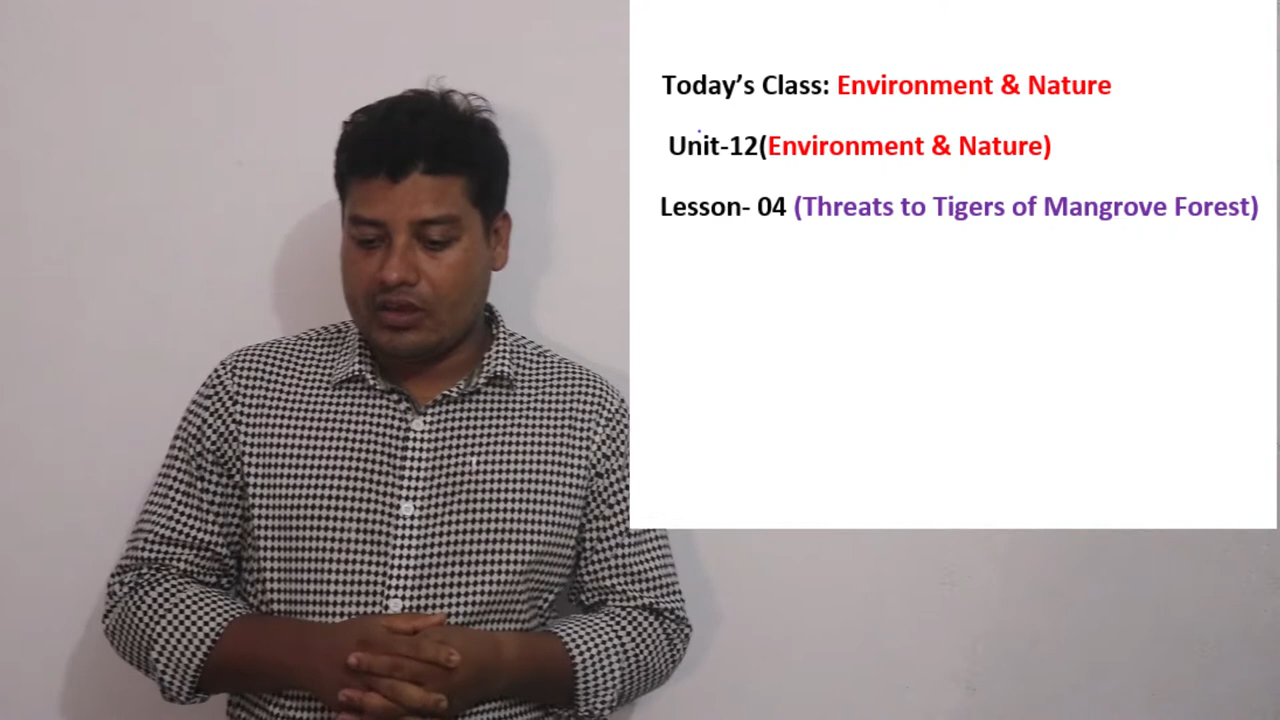 Today’s Class: Environment & Nature
Unit-12(Environment & Nature)
Lesson- 04 (Threats to Tigers of Mangrove Forest)